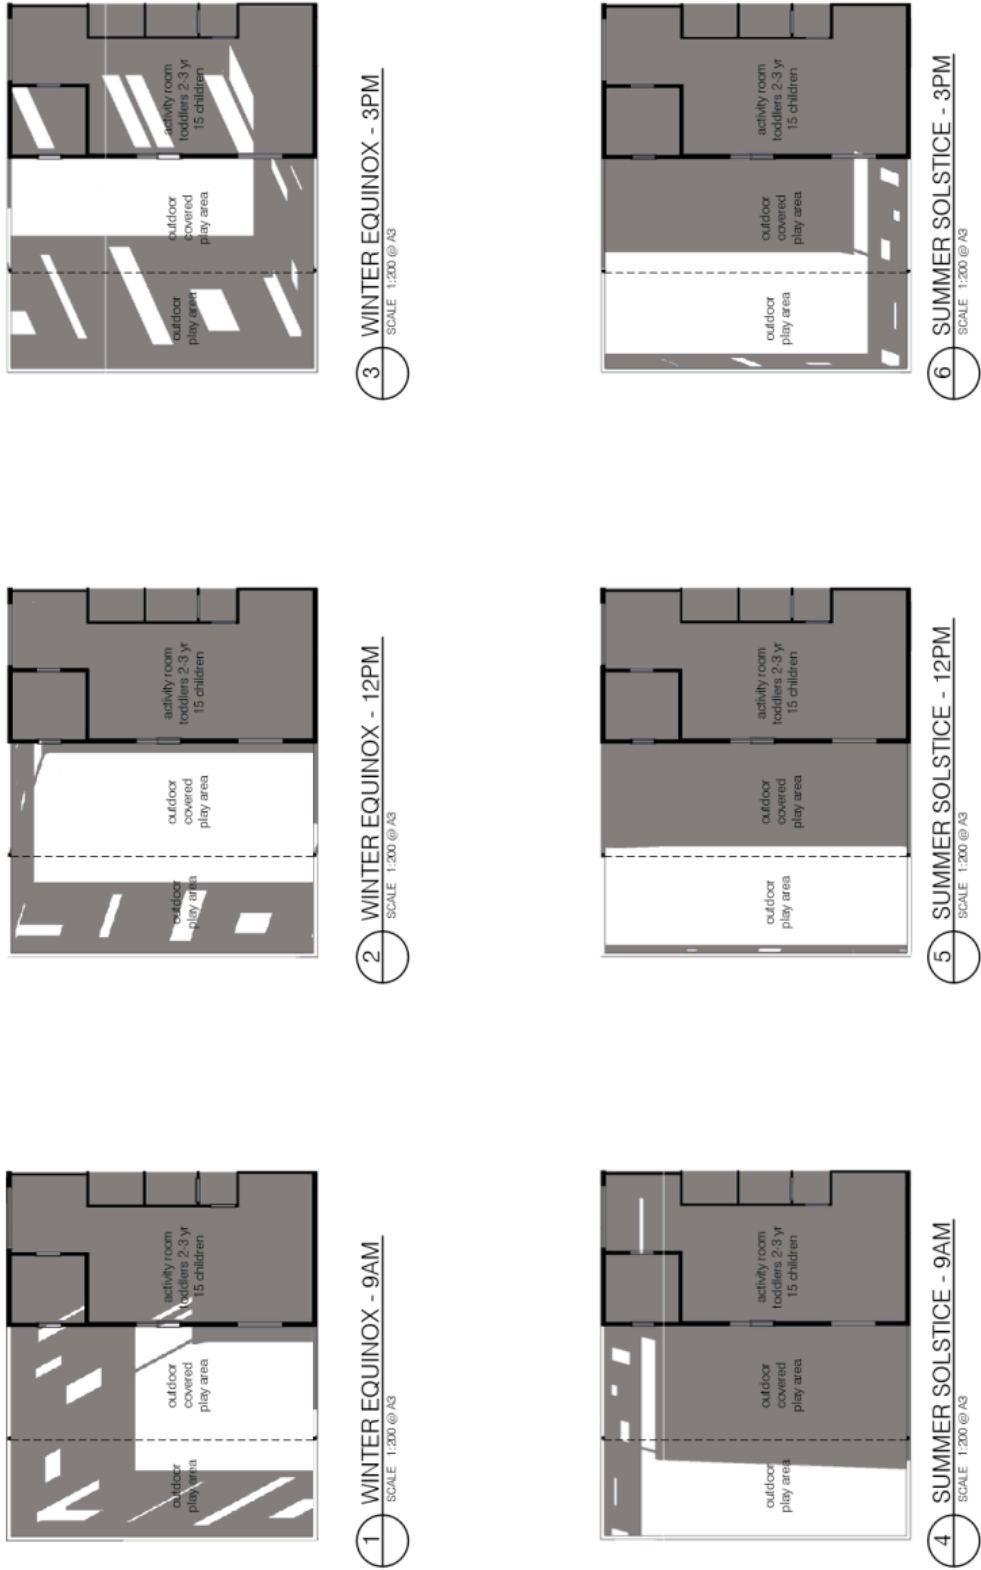 activity room
toddlers 2-3 yr
15 children
outdoor
covered
play area
outdoor
play area
1
WINTER EQUINOX - 9AM
SCALE 1:200 @ A3
activity room
toddlers 2-3 yr
15 children
outdoor
covered
play area
outdoor
play area
2
WINTER EQUINOX - 12PM
SCALE 1:200 @ A3
activity room
toddlers 2-3 yr
15 children
outdoor
covered
play area
outdoor
play area
3
WINTER EQUINOX - 3PM
SCALE 1:200 @ A3
activity room
toddlers 2-3 yr
15 children
outdoor
covered
play area
outdoor
play area
4
SUMMER SOLSTICE - 9AM
SCALE 1:200 @ A3
activity room
toddlers 2-3 yr
15 children
outdoor
covered
play area
outdoor
play area
5
SUMMER SOLSTICE - 12PM
SCALE 1:200 @ A3
activity room
toddlers 2-3 yr
15 children
outdoor
covered
play area
outdoor
play area
6
SUMMER SOLSTICE - 3PM
SCALE 1:200 @ A3